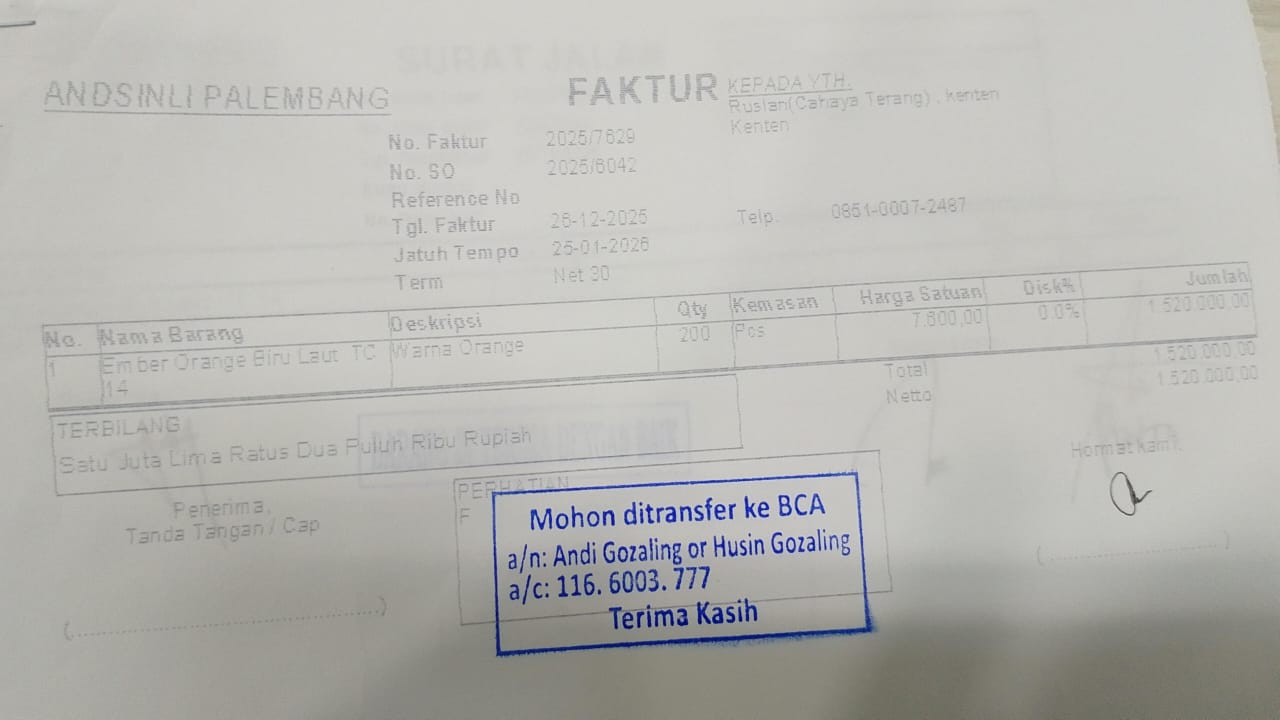 SURAT JALAN
ANDSINLI PALEMBANG
FAKTUR
KEPADA YTH.
Ruslan(Cahaya Terang) , kenten
Kenten
No. Faktur 2025/7629
No. SO 2025/6042
Reference No
Tgl. Faktur 26-12-2025 Telp. 0851-0007-2487
Jatuh Tempo 25-01-2026
Term Net 30
No. Nama Barang Deskripsi Qty Kemasan Harga Satuan Disk% Jumlah
1 Ember Orange Biru Laut TC Warna Orange 200 Pcs 7.600,00 0.0% 1.520.000,00
14
Total 1.520.000,00
Netto 1.520.000,00
TERBILANG
Satu Juta Lima Ratus Dua Puluh Ribu Rupiah
Penerima,
Tanda Tangan / Cap
PERHATIAN
F
Hormat kami,
Mohon ditransfer ke BCA
a/n: Andi Gozaling or Husin Gozaling
a/c: 116. 6003. 777
Terima Kasih
(....................................................)
(....................................................)